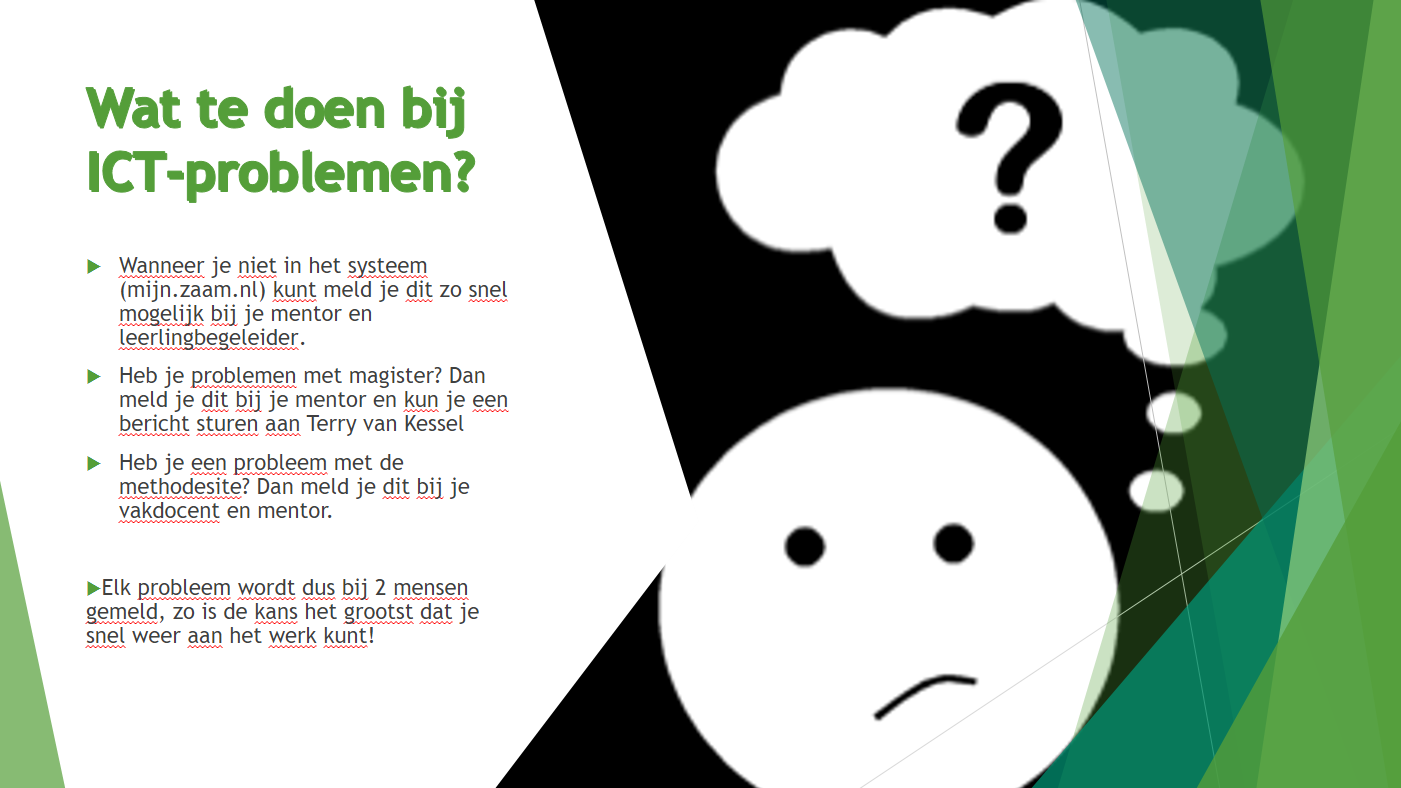 Wat te doen bij
ICT-problemen?
Wanneer je niet in het systeem
(mijn.zaam.nl) kunt meld je dit zo snel
mogelijk bij je mentor en
leerlingbegeleider.
Heb je problemen met magister? Dan
meld je dit bij je mentor en kun je een
bericht sturen aan Terry van Kessel
Heb je een probleem met de
methodesite? Dan meld je dit bij je
vakdocent en mentor.
Elk probleem wordt dus bij 2 mensen
gemeld, zo is de kans het grootst dat je
snel weer aan het werk kunt!
?